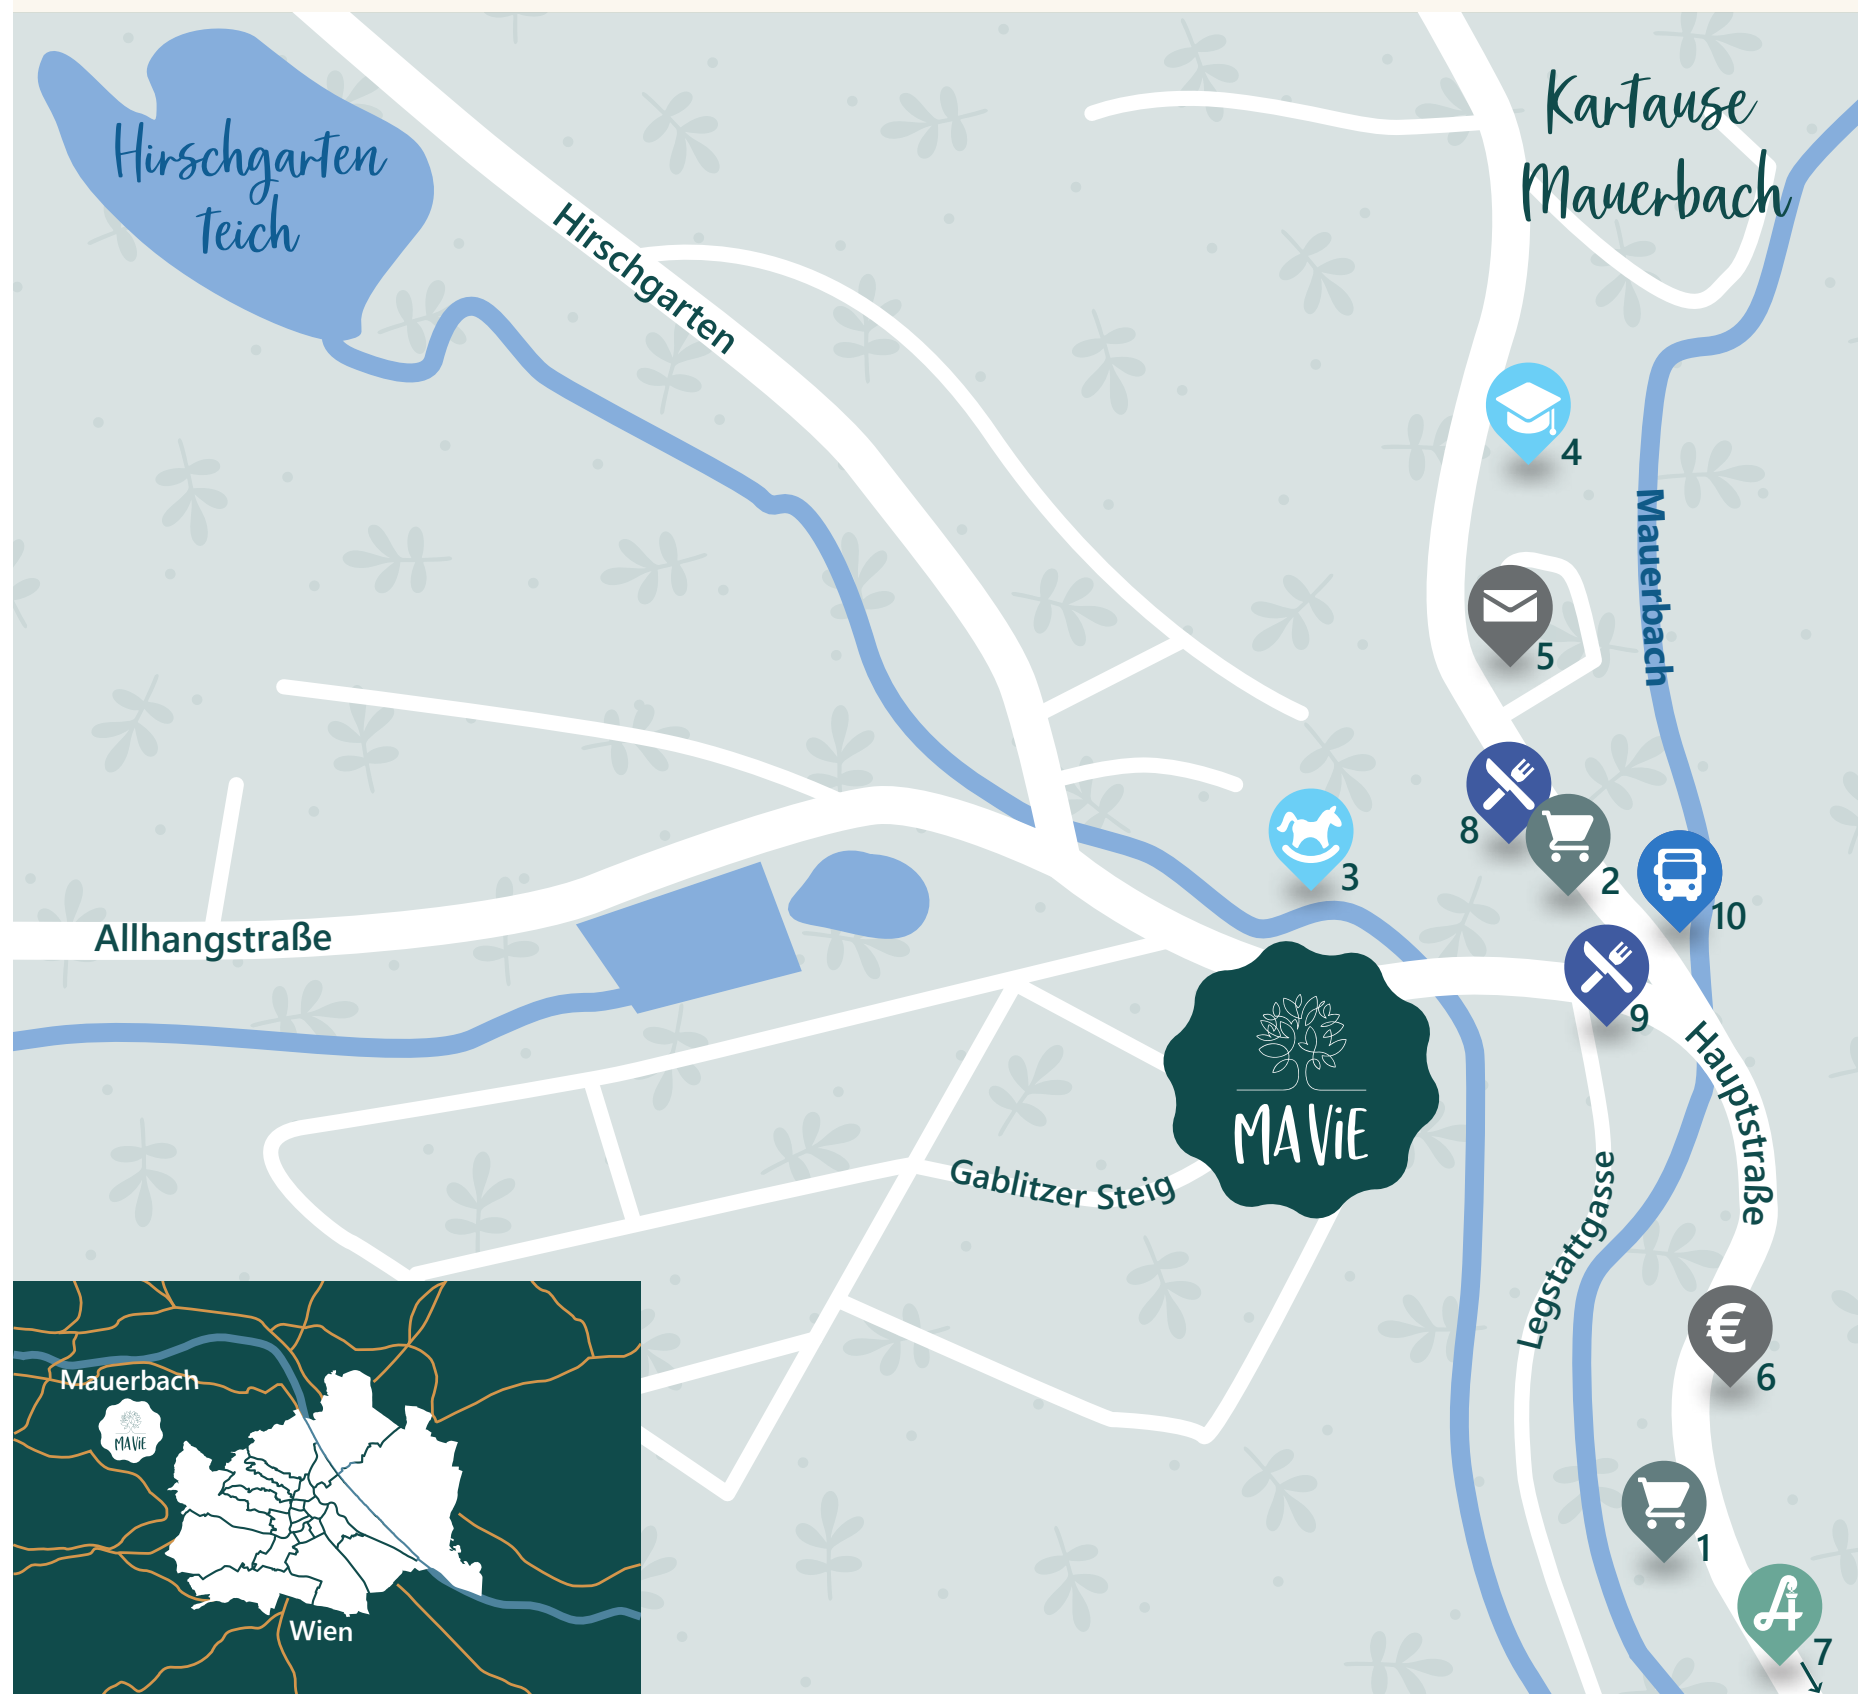 Kartause
Mauerbach
Hirschgarten
Teich
Hirschgarten
4
Mauerbach
5
8
2
3
10
Allhangstraße
9
Hauptstraße
MAViE
Gablitzer Steig
Legstattgasse
6
1
7
Mauerbach
MAViE
Wien